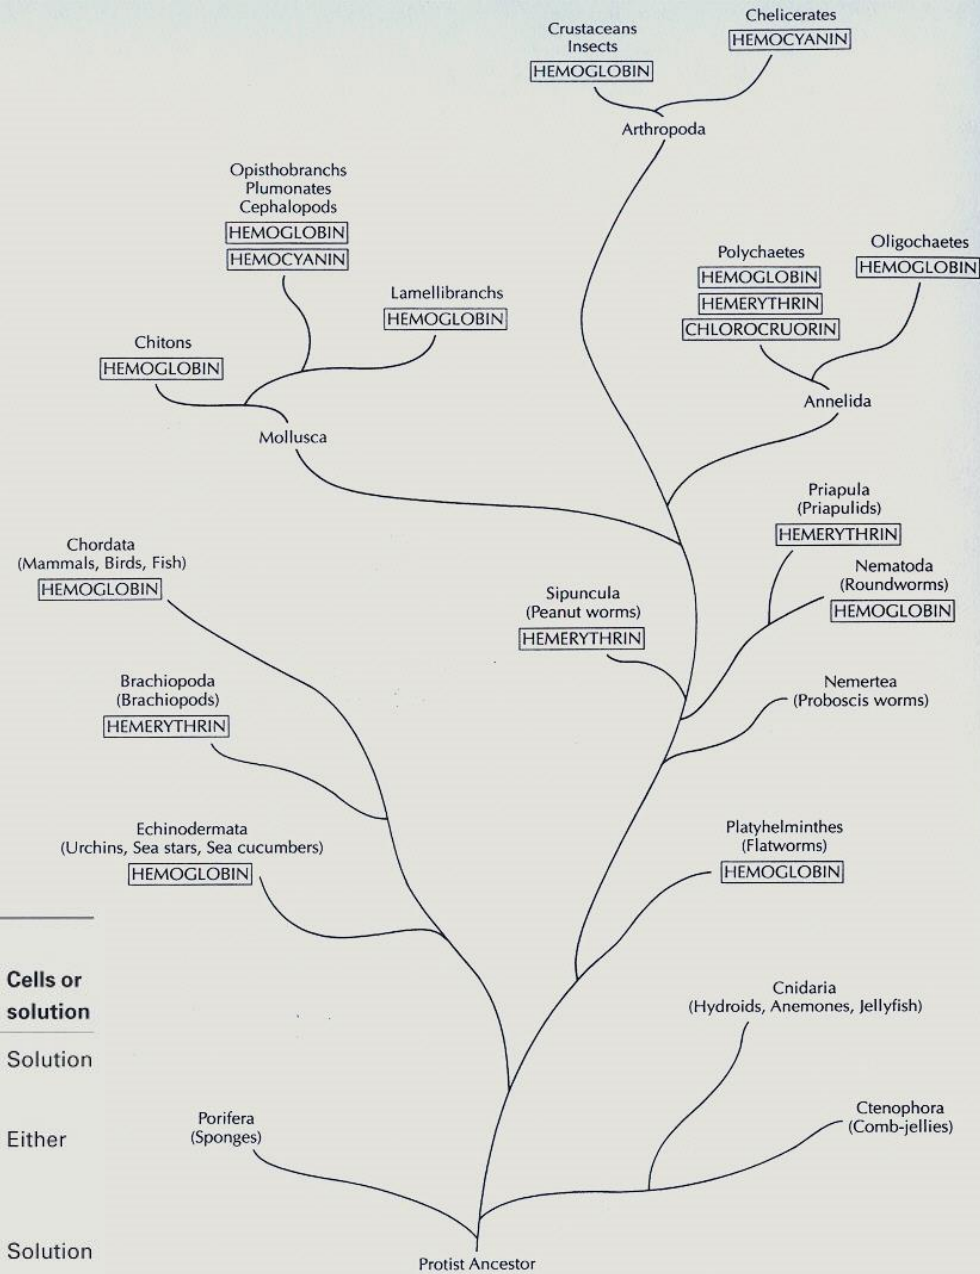 Chelicerates
HEMOCYANIN
Crustaceans
Insects
HEMOGLOBIN
Arthropoda
Opisthobranchs
Plumonates
Cephalopods
HEMOGLOBIN
HEMOCYANIN
Oligochaetes
HEMOGLOBIN
Polychaetes
HEMOGLOBIN
HEMERYTHRIN
CHLOROCRUORIN
Lamellibranchs
HEMOGLOBIN
Chitons
HEMOGLOBIN
Annelida
Mollusca
Priapula
(Priapulids)
HEMERYTHRIN
Chordata
(Mammals, Birds, Fish)
HEMOGLOBIN
Nematoda
(Roundworms)
HEMOGLOBIN
Sipuncula
(Peanut worms)
HEMERYTHRIN
Brachiopoda
(Brachiopods)
HEMERYTHRIN
Nemertea
(Proboscis worms)
Echinodermata
(Urchins, Sea stars, Sea cucumbers)
HEMOGLOBIN
Platyhelminthes
(Flatworms)
HEMOGLOBIN
Cells or
solution
Solution
Either
Solution
Cnidaria
(Hydroids, Anemones, Jellyfish)
Porifera
(Sponges)
Ctenophora
(Comb-jellies)
Protist Ancestor